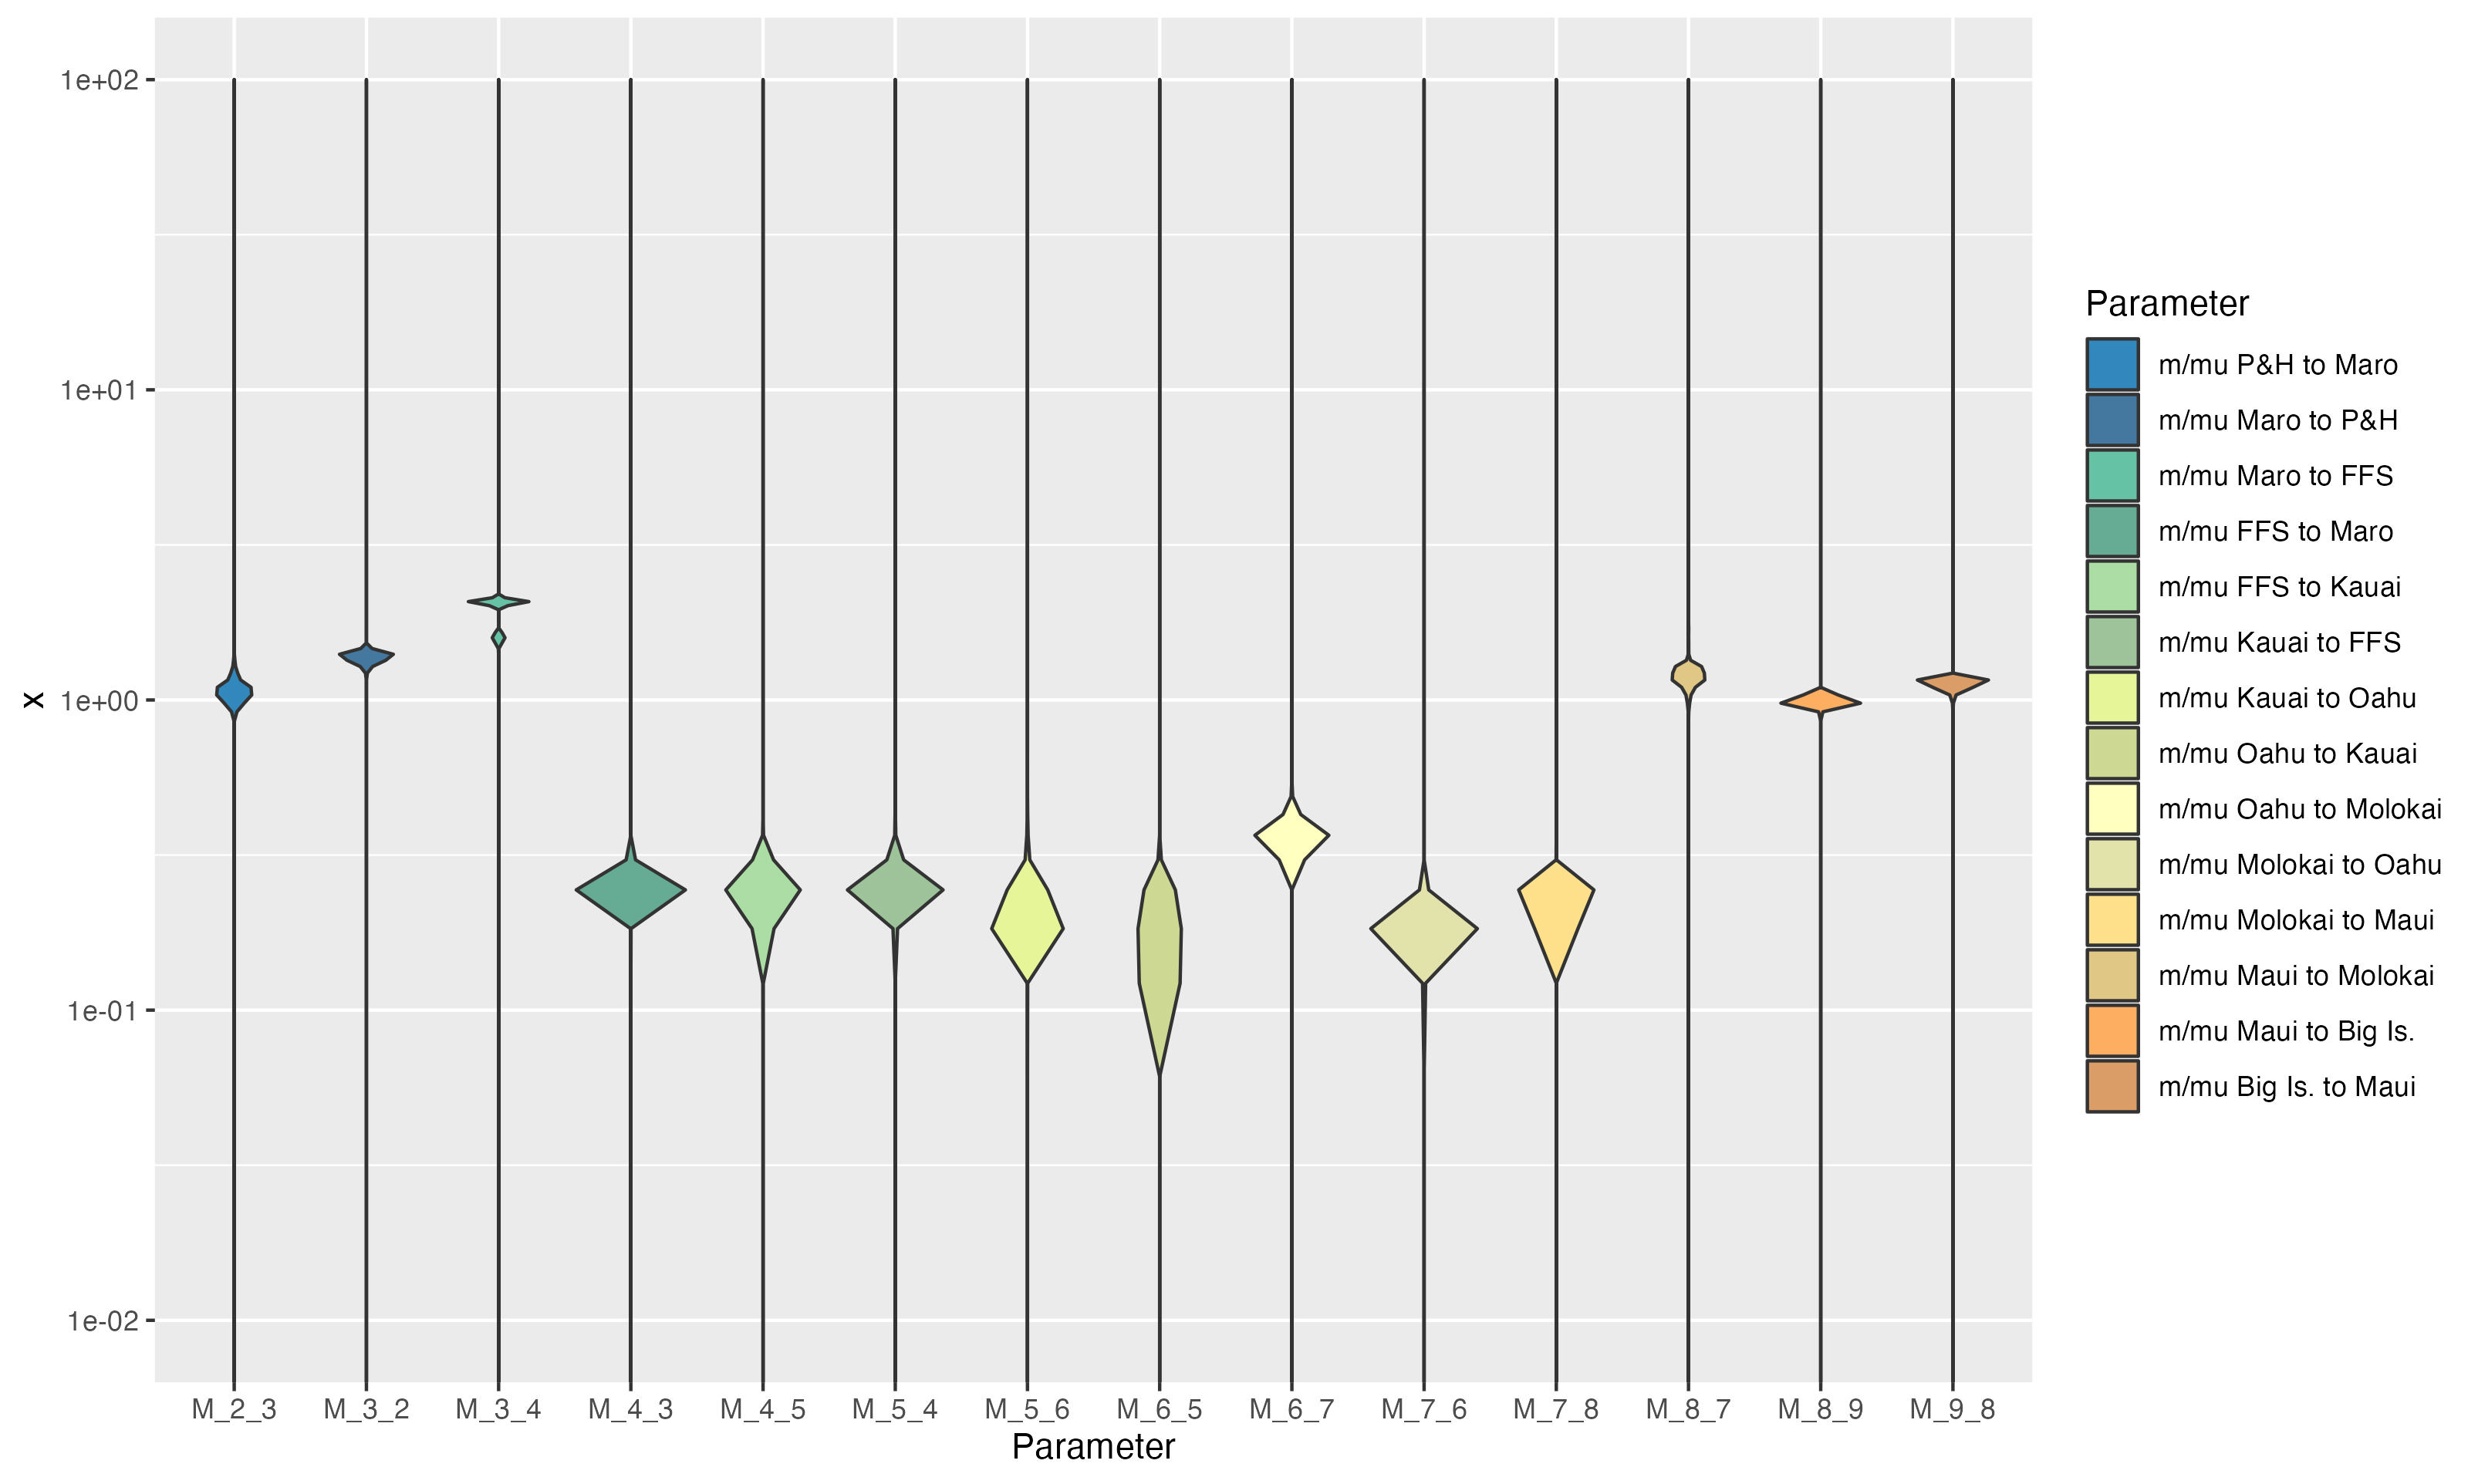 1e+02
1e+01
1e+00
1e-01
1e-02
x
M_2_3 M_3_2 M_3_4 M_4_3 M_4_5 M_5_4 M_5_6 M_6_5 M_6_7 M_7_6 M_7_8 M_8_7 M_8_9 M_9_8
Parameter
Parameter
m/mu P&H to Maro
m/mu Maro to P&H
m/mu Maro to FFS
m/mu FFS to Maro
m/mu FFS to Kauai
m/mu Kauai to FFS
m/mu Kauai to Oahu
m/mu Oahu to Kauai
m/mu Oahu to Molokai
m/mu Molokai to Oahu
m/mu Molokai to Maui
m/mu Maui to Molokai
m/mu Maui to Big Is.
m/mu Big Is. to Maui